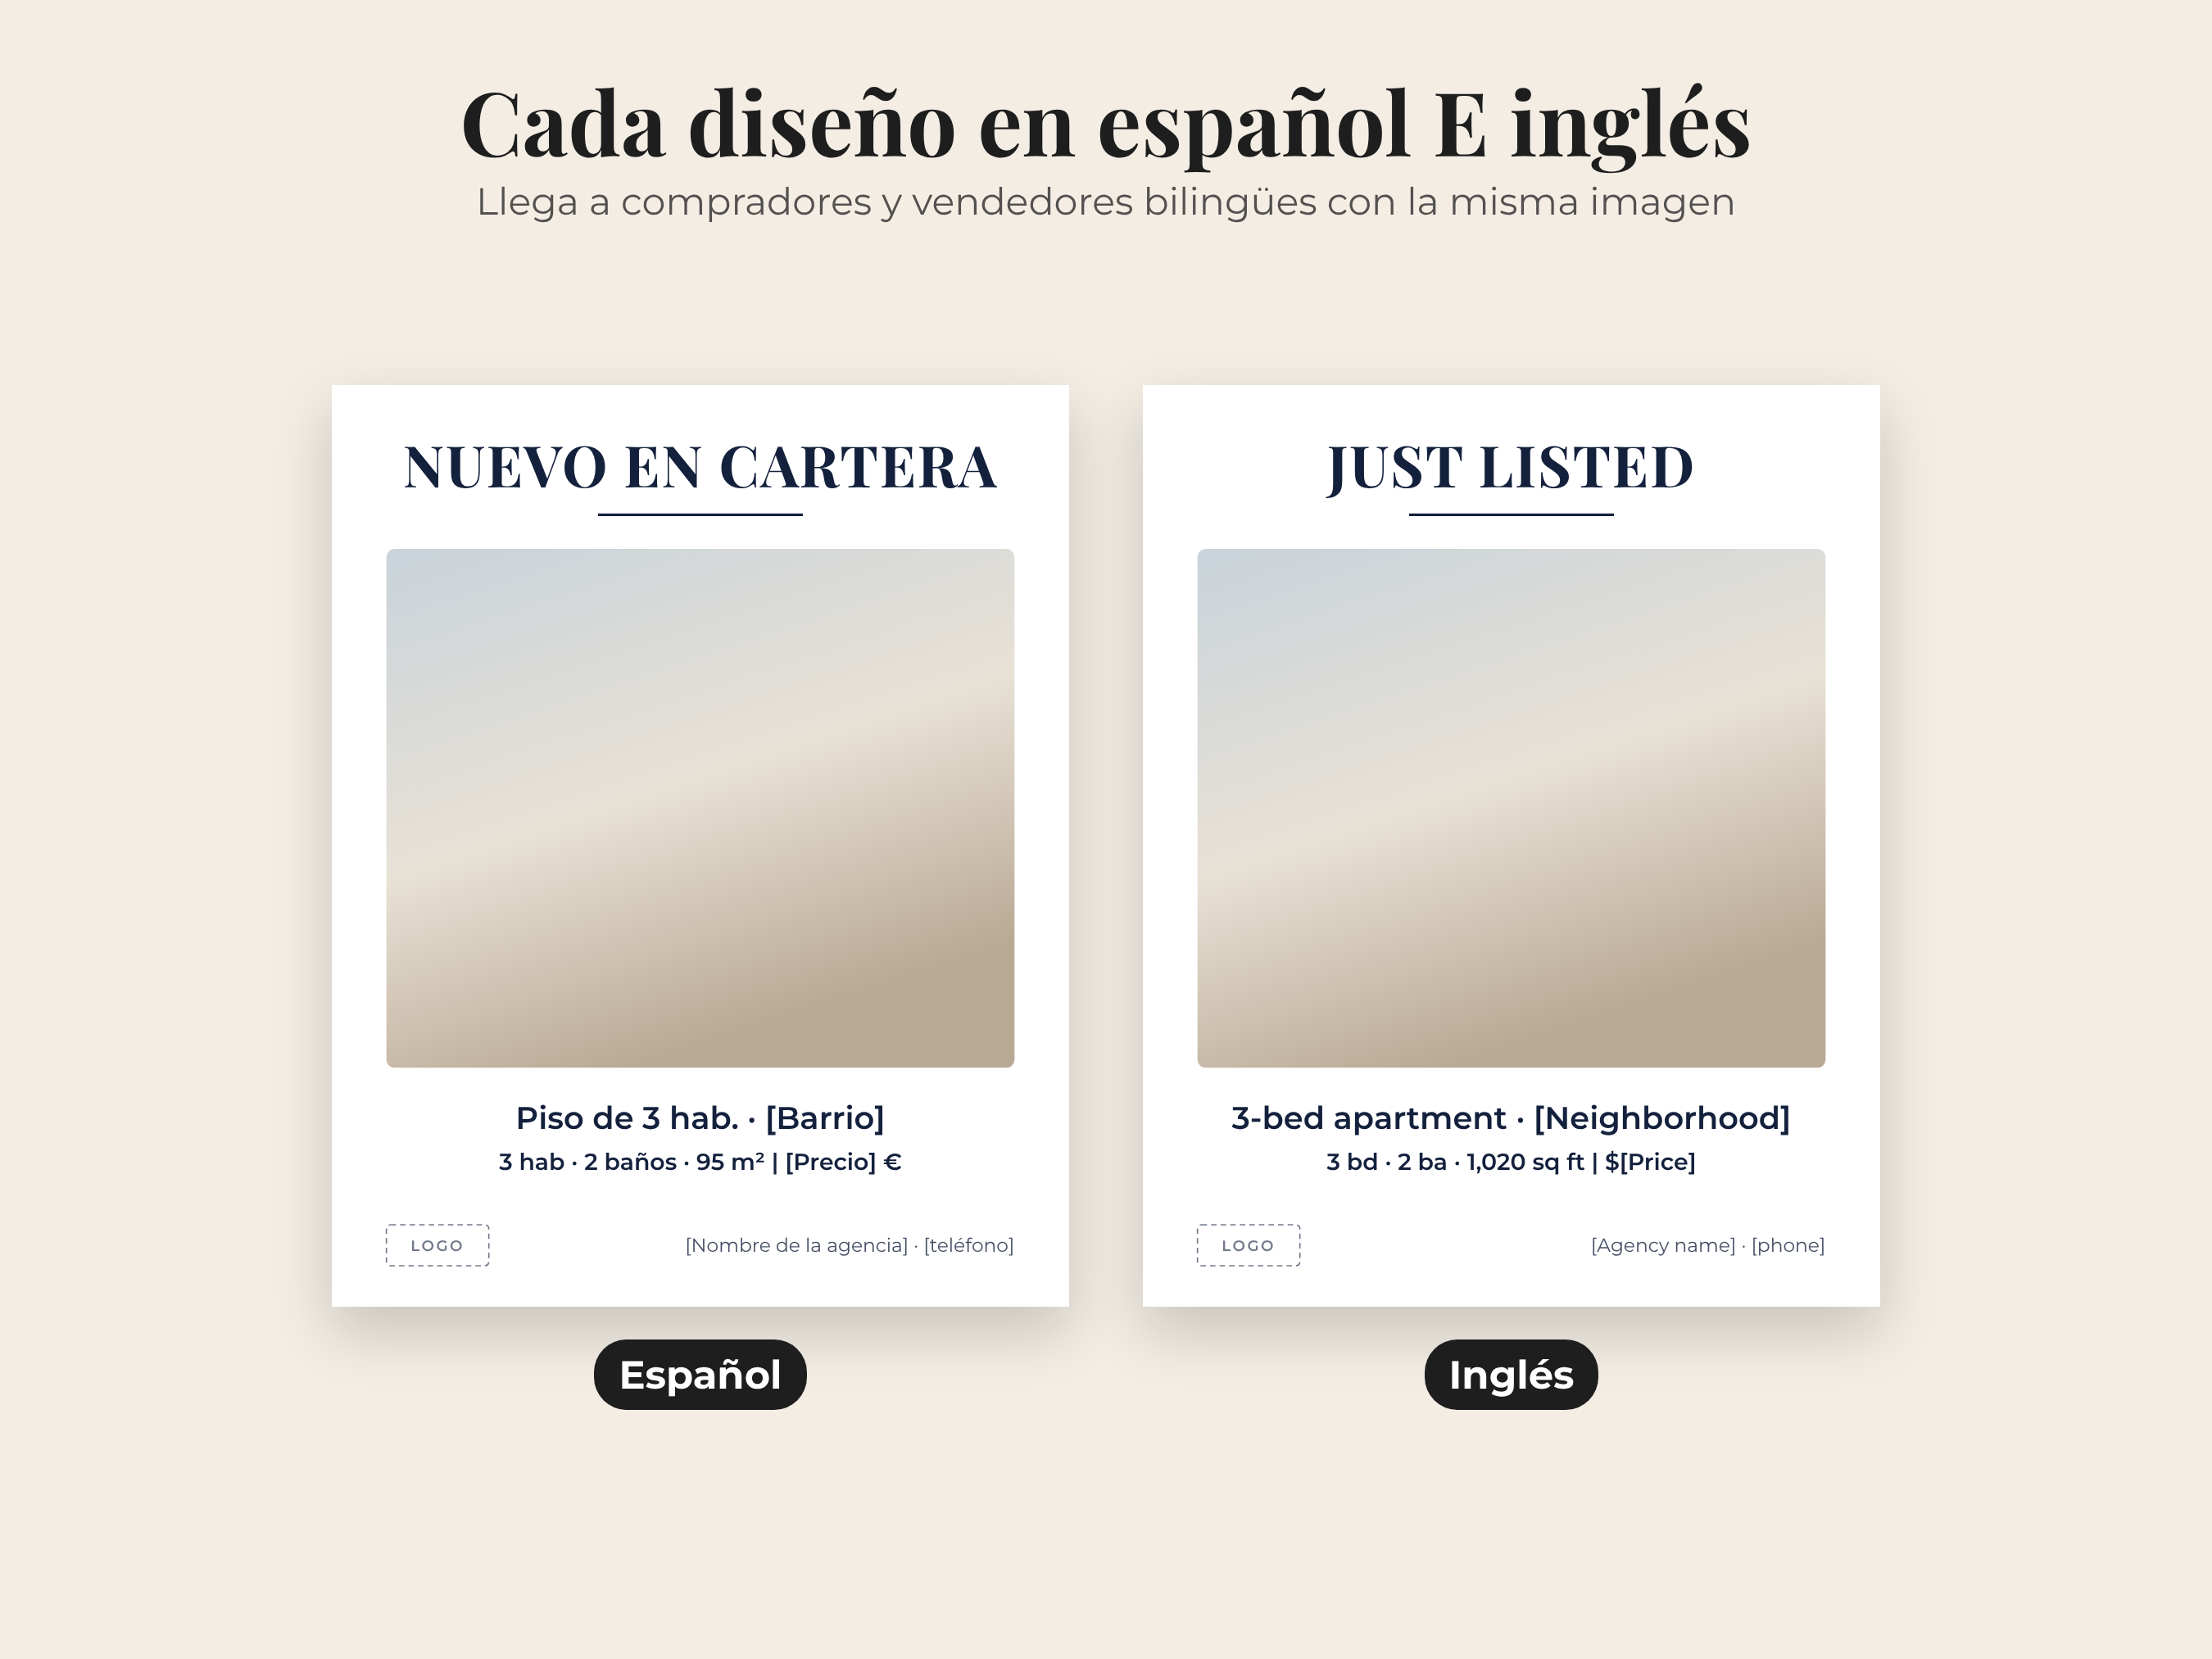 Cada diseño en español E inglés
Llega a compradores y vendedores bilingües con la misma imagen
NUEVO EN CARTERA
Piso de 3 hab. · [Barrio]
3 hab · 2 baños · 95 m² | [Precio] €
LOGO
[Nombre de la agencia] · [teléfono]
Español
JUST LISTED
3-bed apartment · [Neighborhood]
3 bd · 2 ba · 1,020 sq ft | $[Price]
LOGO
[Agency name] · [phone]
Inglés